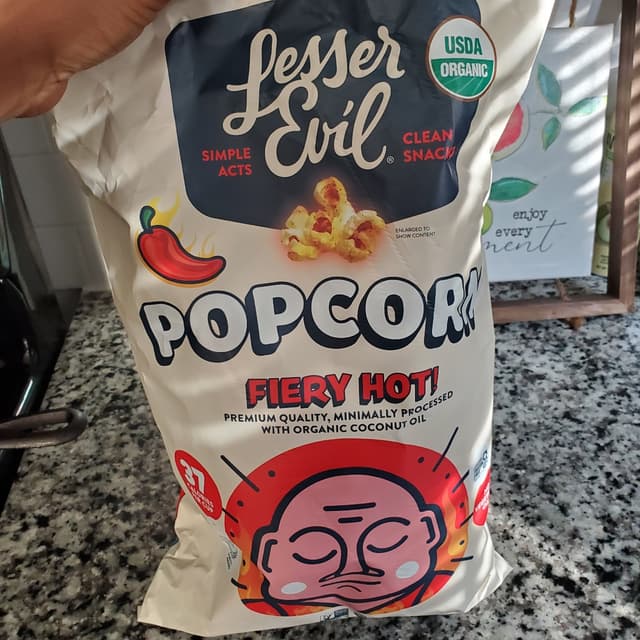 Lesser
Evil®
USDA
ORGANIC
SIMPLE
ACTS
CLEAN
SNACKS
ENLARGED TO
SHOW CONTENT
POPCORN
FIERY HOT!
PREMIUM QUALITY, MINIMALLY PROCESSED
WITH ORGANIC COCONUT OIL
37
enjoy
every